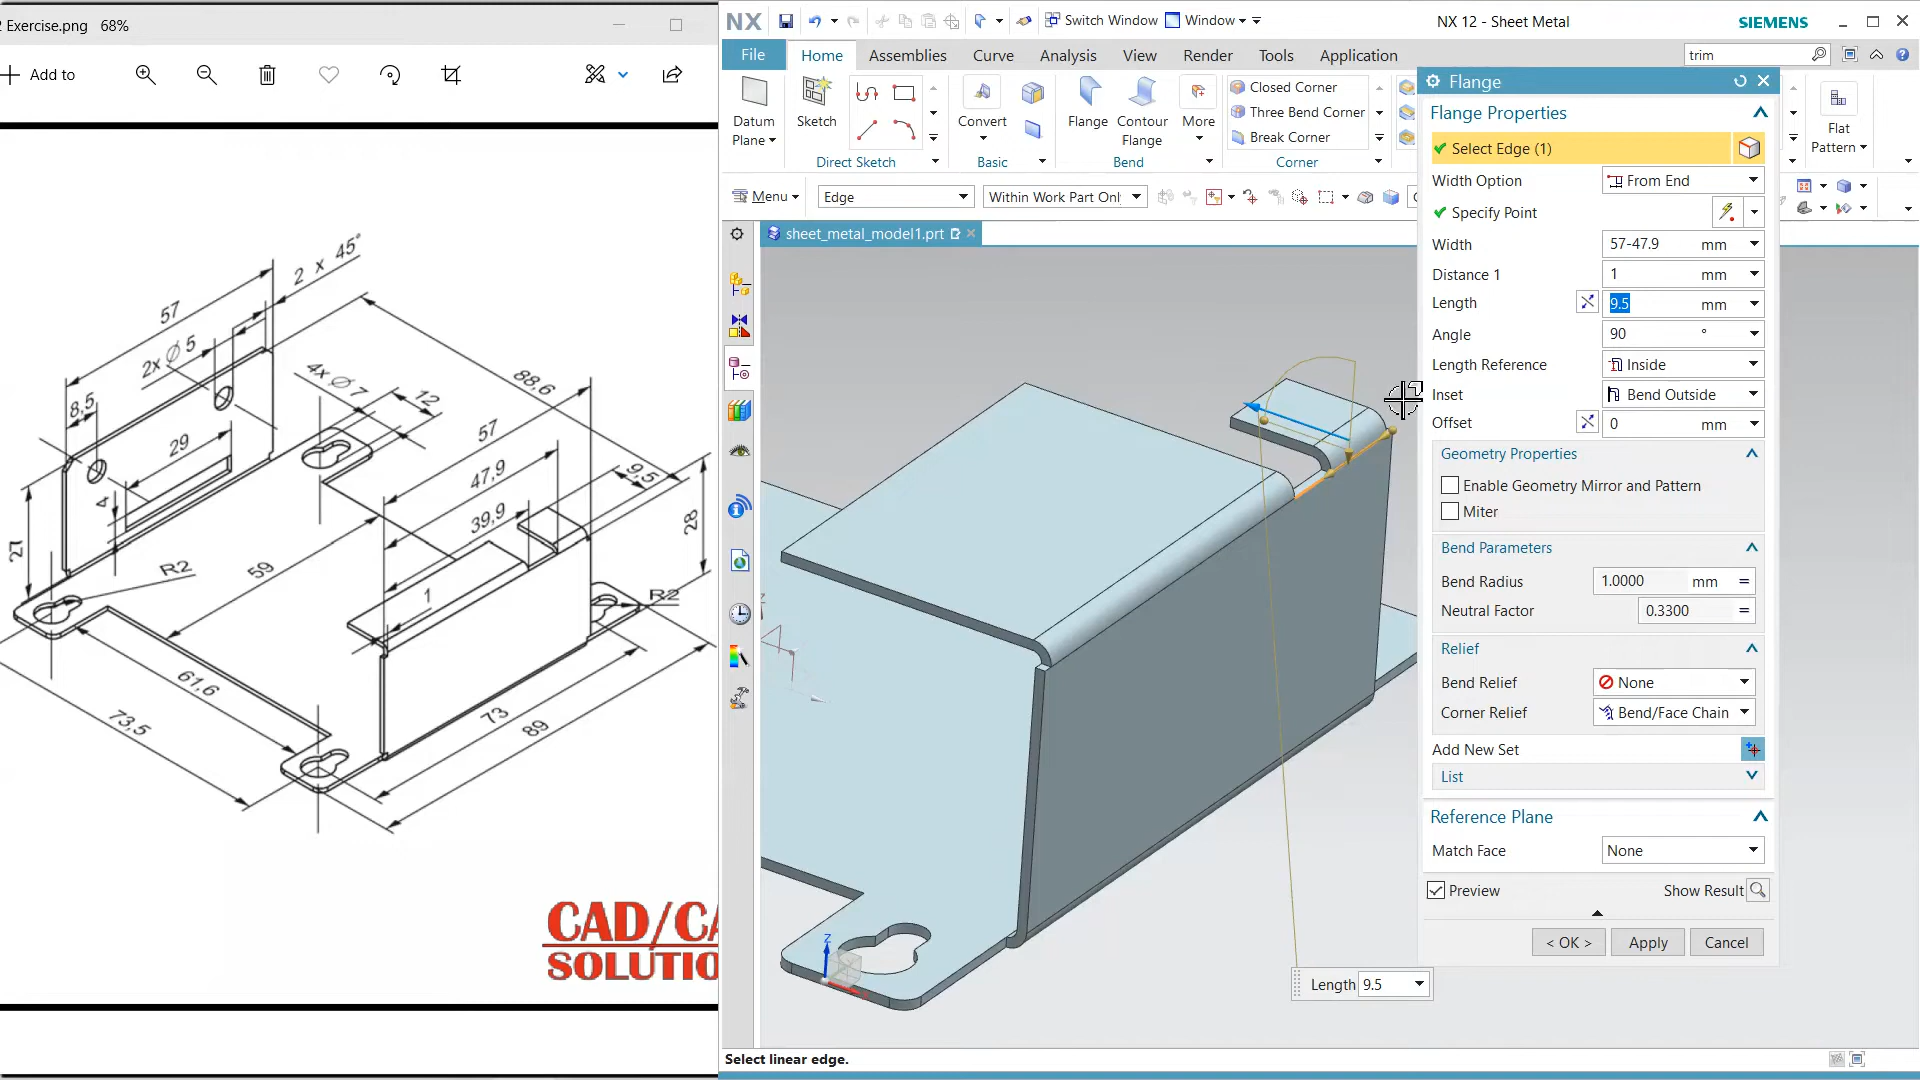 2 Exercise.png 68%
Add to
57
2 x 45°
2x Ø 5
8,5
29
4
27
R2
59
4x Ø 7
12
88,6
57
47,9
39,9
9,5
28
1
R2
61,6
73,5
73
89
CAD/CA
SOLUTIO
NX
Switch Window
Window
NX 12 - Sheet Metal
SIEMENS
File
Home
Assemblies
Curve
Analysis
View
Render
Tools
Application
trim
Datum
Plane
Sketch
Direct Sketch
Convert
Basic
Flange
Contour
Flange
More
Bend
Closed Corner
Three Bend Corner
Break Corner
Corner
Flat
Pattern
Menu
Edge
Within Work Part Onl
sheet_metal_model1.prt
Z
Length 9.5
Select linear edge.
Flange
Flange Properties
Select Edge (1)
Width Option From End
Specify Point
Width 57-47.9 mm
Distance 1 1 mm
Length 9.5 mm
Angle 90 °
Length Reference Inside
Inset Bend Outside
Offset 0 mm
Geometry Properties
Enable Geometry Mirror and Pattern
Miter
Bend Parameters
Bend Radius 1.0000 mm =
Neutral Factor 0.3300 =
Relief
Bend Relief None
Corner Relief Bend/Face Chain
Add New Set
List
Reference Plane
Match Face None
Preview Show Result
< OK > Apply Cancel